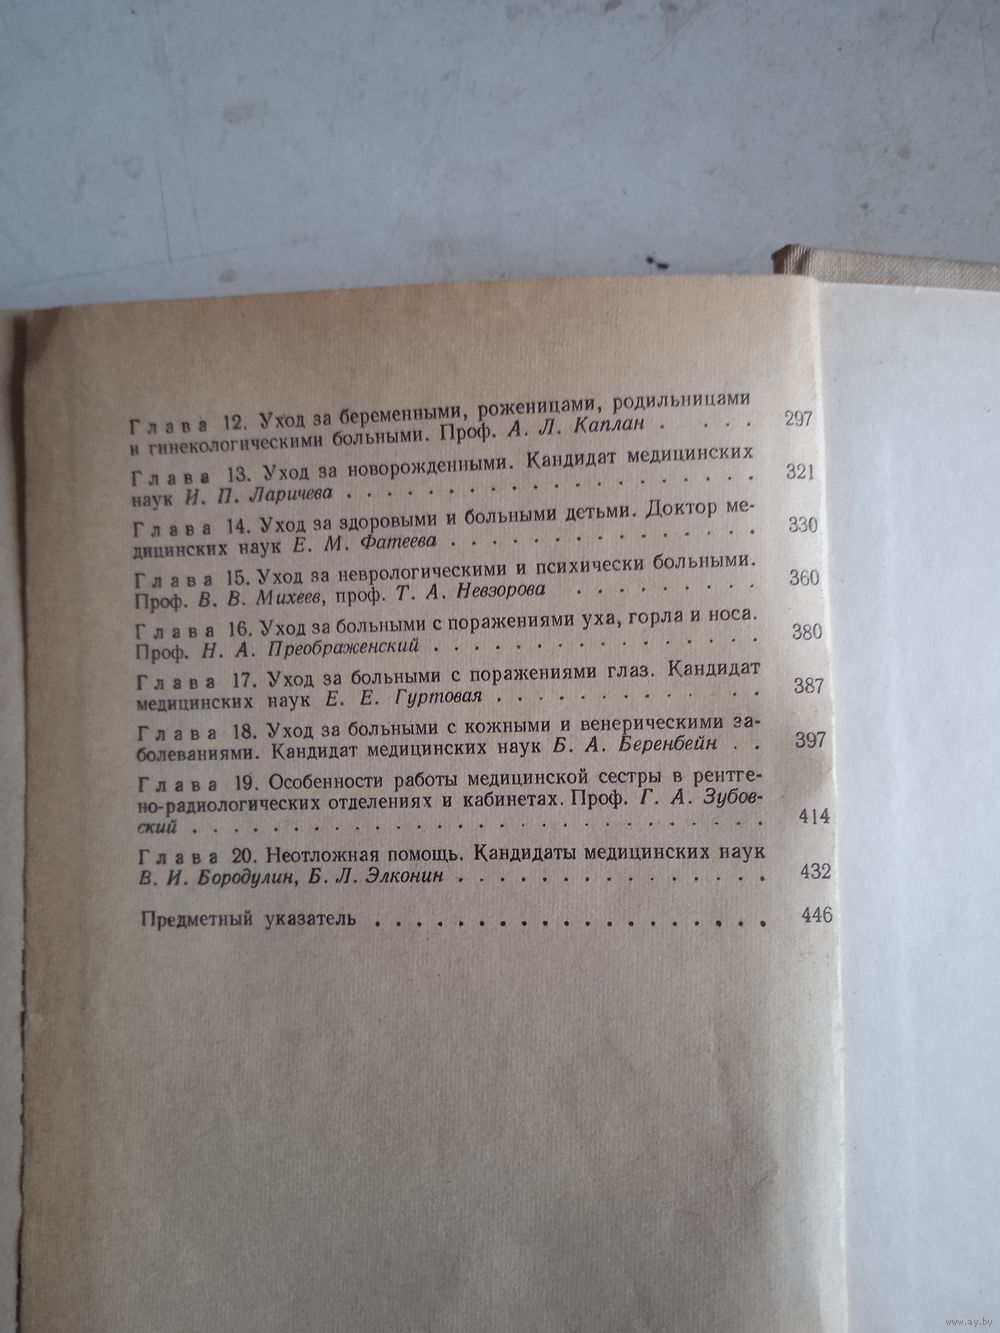 Глава 12. Уход за беременными, роженицами, родильницами
и гинекологическими больными. Проф. А. Л. Каплан . . . . 297
Глава 13. Уход за новорожденными. Кандидат медицинских
наук И. П. Ларичева . . . . . . . . . . . . . . . . . . . . 321
Глава 14. Уход за здоровыми и больными детьми. Доктор ме-
дицинских наук Е. М. Фатеева . . . . . . . . . . . . . . . 330
Глава 15. Уход за неврологическими и психически больными.
Проф. В. В. Михеев, проф. Т. А. Невзорова . . . . . . . . . 360
Глава 16. Уход за больными с поражениями уха, горла и носа.
Проф. Н. А. Преображенский . . . . . . . . . . . . . . . . 380
Глава 17. Уход за больными с поражениями глаз. Кандидат
медицинских наук Е. Е. Гуртовая . . . . . . . . . . . . . 387
Глава 18. Уход за больными с кожными и венерическими за-
болеваниями. Кандидат медицинских наук Б. А. Беренбейн . . 397
Глава 19. Особенности работы медицинской сестры в рентге-
но-радиологических отделениях и кабинетах. Проф. Г. А. Зубов-
ский . . . . . . . . . . . . . . . . . . . . . . . . . . . . 414
Глава 20. Неотложная помощь. Кандидаты медицинских наук
В. И. Бородулин, Б. Л. Элконин . . . . . . . . . . . . . . . 432
Предметный указатель . . . . . . . . . . . . . . . . . . . 446
www.ay.by